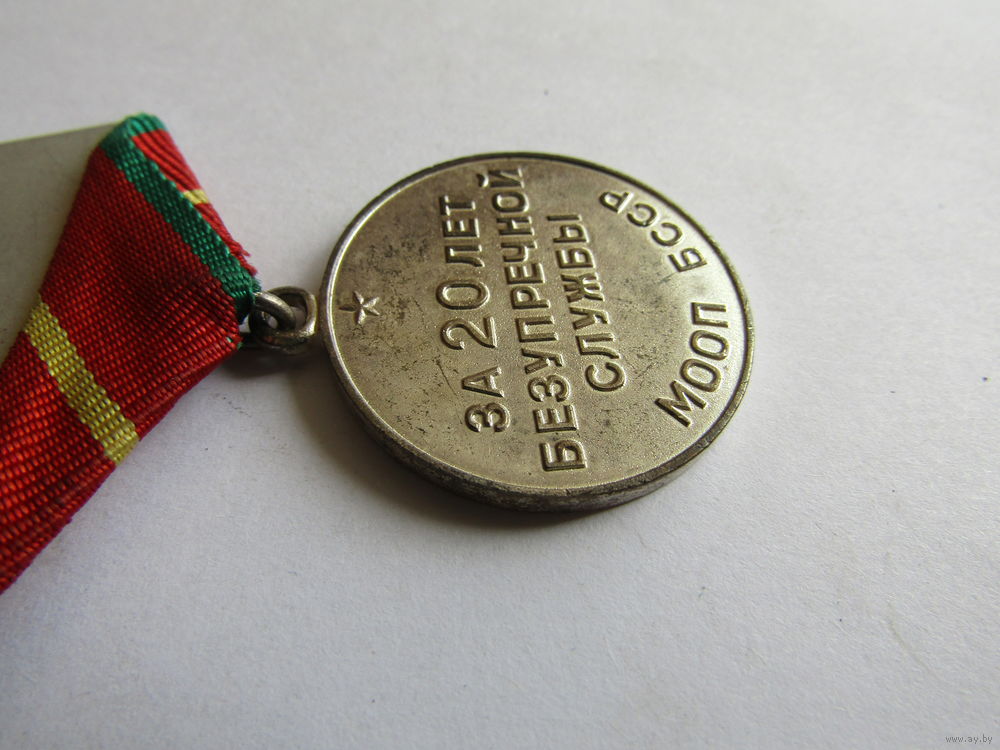 ЗА 20 ЛЕТ
БЕЗУПРЕЧНОЙ
СЛУЖБЫ
МООП БССР
www.ay.by